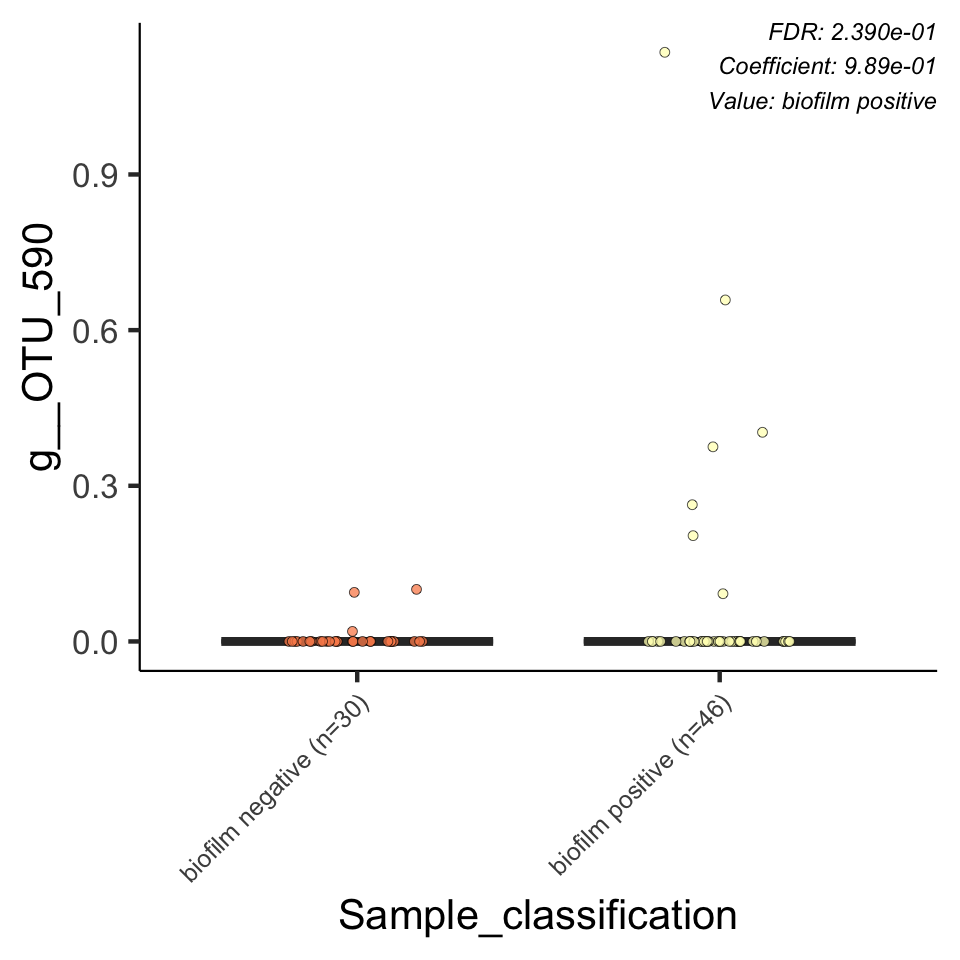 FDR: 2.390e-01
Coefficient: 9.89e-01
Value: biofilm positive
g__OTU_590
0.9
0.6
0.3
0.0
biofilm negative (n=30)
biofilm positive (n=46)
Sample_classification